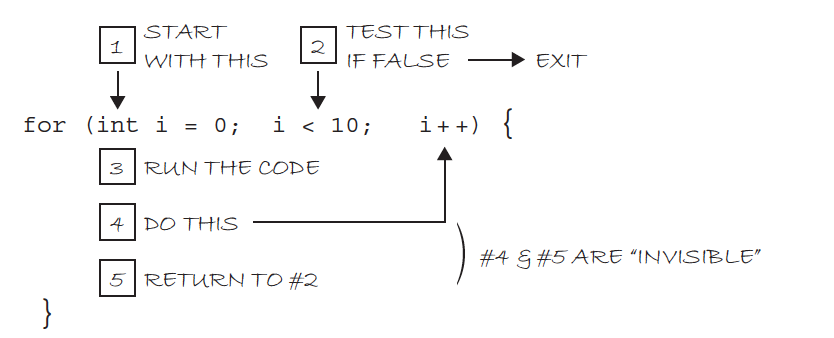 1 START
WITH THIS
2 TEST THIS
IF FALSE EXIT
for (int i = 0; i < 10; i++) {
3 RUN THE CODE
4 DO THIS
#4 & #5 ARE “INVISIBLE”
5 RETURN TO #2
}